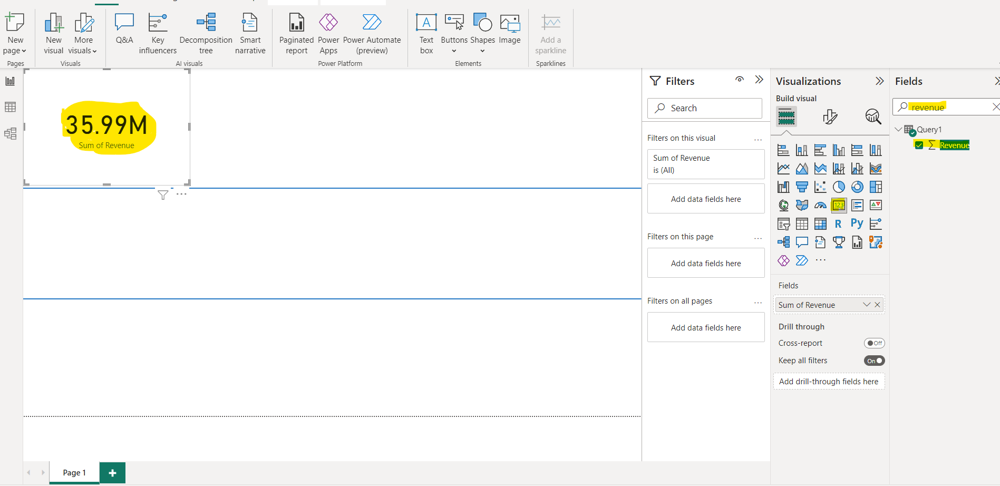 New page
New visual
More visuals
Q&A
Key influencers
Decomposition tree
Smart narrative
Paginated report
Power Apps
Power Automate (preview)
Text box
Buttons
Shapes
Image
Add a sparkline
Pages
Visuals
AI visuals
Power Platform
Elements
Sparklines
35.99M
Sum of Revenue
Filters
Search
Filters on this visual
...
Sum of Revenue
is (All)
Add data fields here
Filters on this page
...
Add data fields here
Filters on all pages
...
Add data fields here
Visualizations
Build visual
123
R
Py
...
Fields
Sum of Revenue
Drill through
Cross-report
Off
Keep all filters
On
Add drill-through fields here
Fields
revenue
Query1
Revenue
Page 1